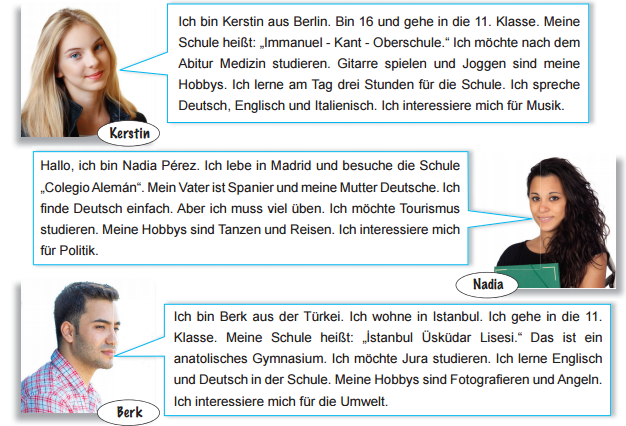 Ich bin Kerstin aus Berlin. Bin 16 und gehe in die 11. Klasse. Meine
Schule heißt: „Immanuel - Kant - Oberschule.“ Ich möchte nach dem
Abitur Medizin studieren. Gitarre spielen und Joggen sind meine
Hobbys. Ich lerne am Tag drei Stunden für die Schule. Ich spreche
Deutsch, Englisch und Italienisch. Ich interessiere mich für Musik.
Kerstin
Hallo, ich bin Nadia Pérez. Ich lebe in Madrid und besuche die Schule
„Colegio Alemán“. Mein Vater ist Spanier und meine Mutter Deutsche. Ich
finde Deutsch einfach. Aber ich muss viel üben. Ich möchte Tourismus
studieren. Meine Hobbys sind Tanzen und Reisen. Ich interessiere mich
für Politik.
Nadia
Ich bin Berk aus der Türkei. Ich wohne in Istanbul. Ich gehe in die 11.
Klasse. Meine Schule heißt: „İstanbul Üsküdar Lisesi.“ Das ist ein
anatolisches Gymnasium. Ich möchte Jura studieren. Ich lerne Englisch
und Deutsch in der Schule. Meine Hobbys sind Fotografieren und Angeln.
Ich interessiere mich für die Umwelt.
Berk